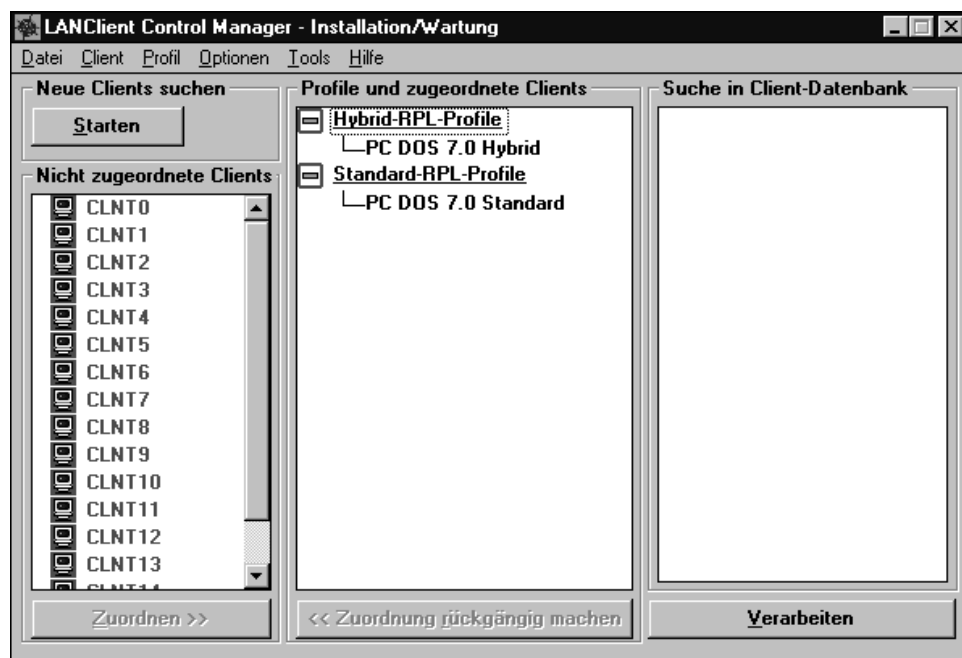 LANClient Control Manager - Installation/Wartung
Datei Client Profil Optionen Tools Hilfe
Neue Clients suchen
Starten
Nicht zugeordnete Clients
CLNT0
CLNT1
CLNT2
CLNT3
CLNT4
CLNT5
CLNT6
CLNT7
CLNT8
CLNT9
CLNT10
CLNT11
CLNT12
CLNT13
CLNT14
Zuordnen >>
Profile und zugeordnete Clients
Hybrid-RPL-Profile
PC DOS 7.0 Hybrid
Standard-RPL-Profile
PC DOS 7.0 Standard
<< Zuordnung rückgängig machen
Suche in Client-Datenbank
Verarbeiten